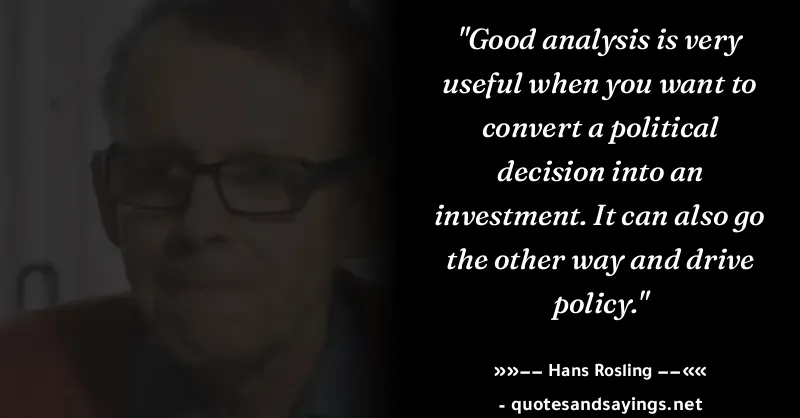 "Good analysis is very
useful when you want to
convert a political
decision into an
investment. It can also go
the other way and drive
policy."
»»−− Hans Rosling −−««
- quotesandsayings.net